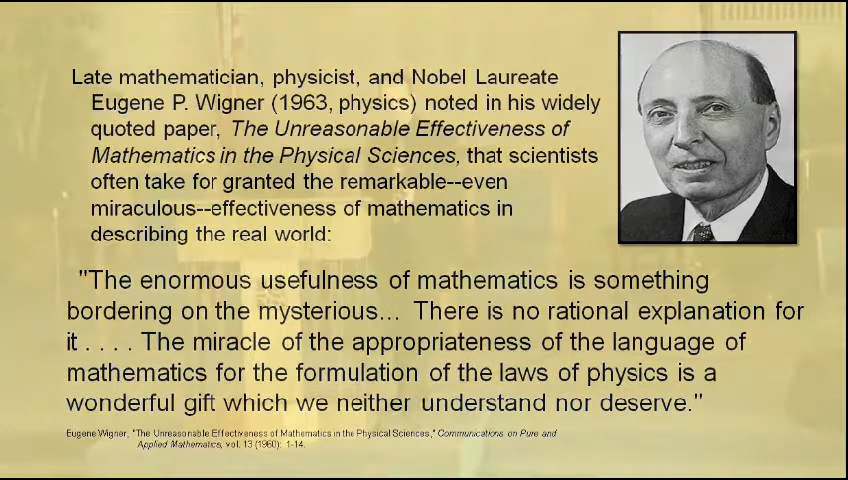 Late mathematician, physicist, and Nobel Laureate
Eugene P. Wigner (1963, physics) noted in his widely
quoted paper, The Unreasonable Effectiveness of
Mathematics in the Physical Sciences, that scientists
often take for granted the remarkable--even
miraculous--effectiveness of mathematics in
describing the real world:
"The enormous usefulness of mathematics is something
bordering on the mysterious... There is no rational explanation for
it . . . . The miracle of the appropriateness of the language of
mathematics for the formulation of the laws of physics is a
wonderful gift which we neither understand nor deserve."
Eugene Wigner, "The Unreasonable Effectiveness of Mathematics in the Physical Sciences," Communications on Pure and
Applied Mathematics, vol. 13 (1960): 1-14.